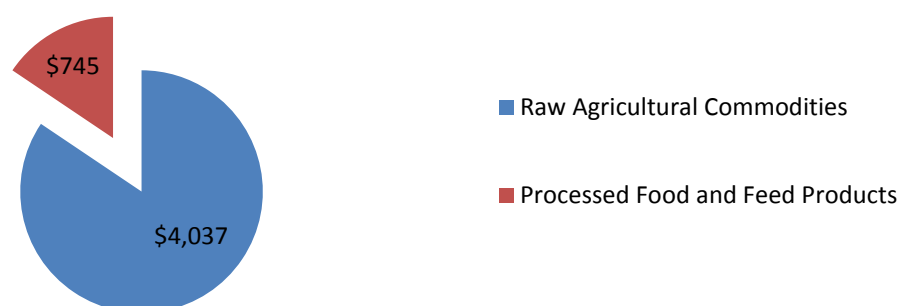 $745
Raw Agricultural Commodities
Processed Food and Feed Products
$4,037